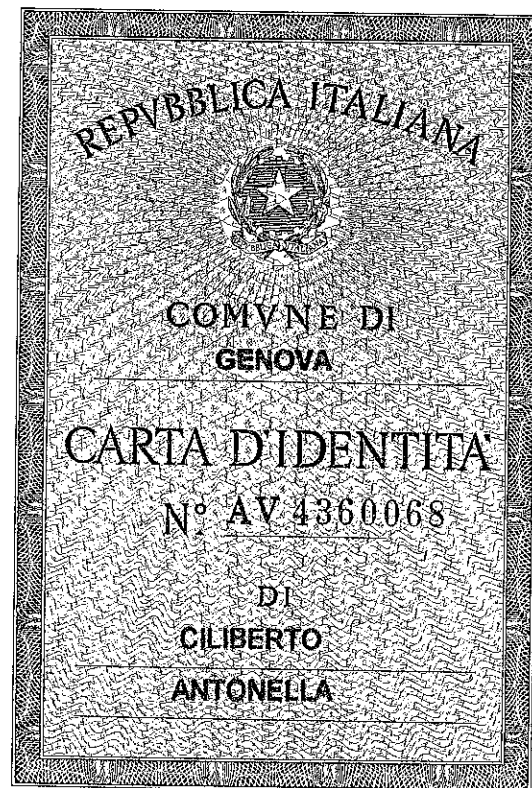 REPVBBLICA ITALIANA
COMVNE DI
GENOVA
CARTA D'IDENTITA'
N° AV 4360068
DI
CILIBERTO
ANTONELLA